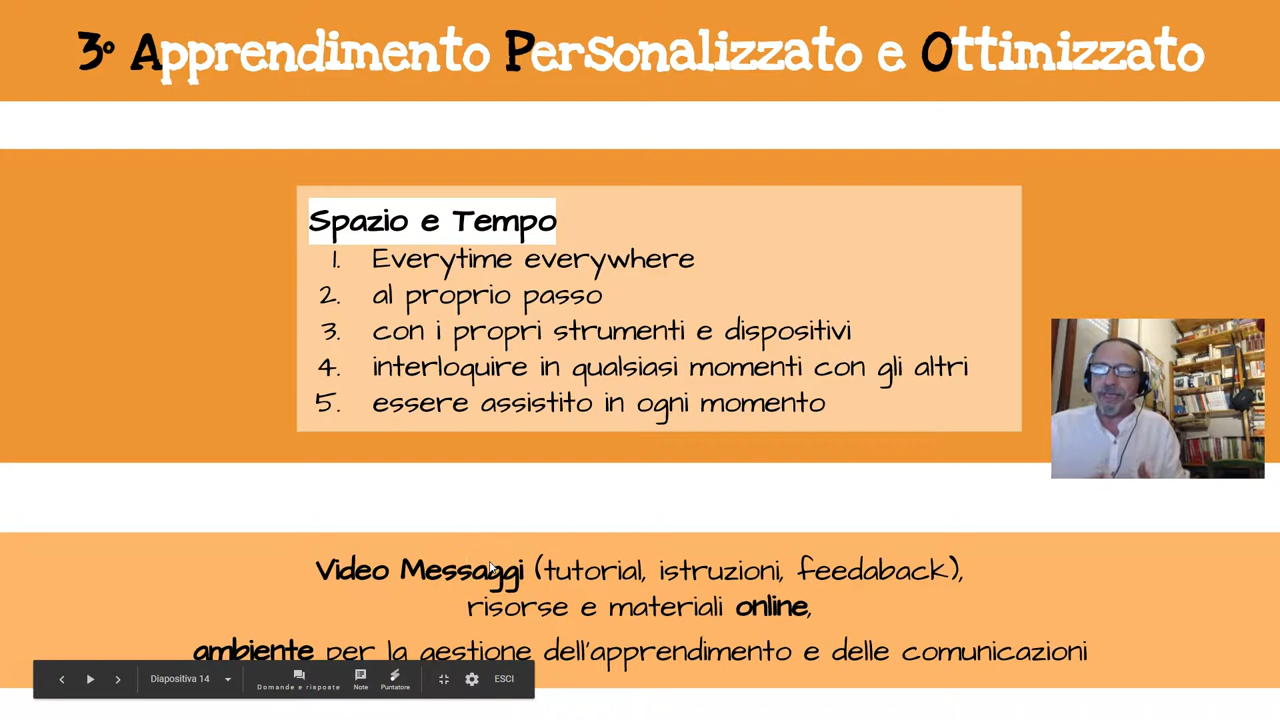 3° Apprendimento Personalizzato e Ottimizzato
Spazio e Tempo
1. Everytime everywhere
2. al proprio passo
3. con i propri strumenti e dispositivi
4. interloquire in qualsiasi momenti con gli altri
5. essere assistito in ogni momento
Video Messaggi (tutorial, istruzioni, feedaback),
risorse e materiali online,
ambiente per la gestione dell'apprendimento e delle comunicazioni
Diapositiva 14
Domande e risposte
Note
Puntatore
ESCI